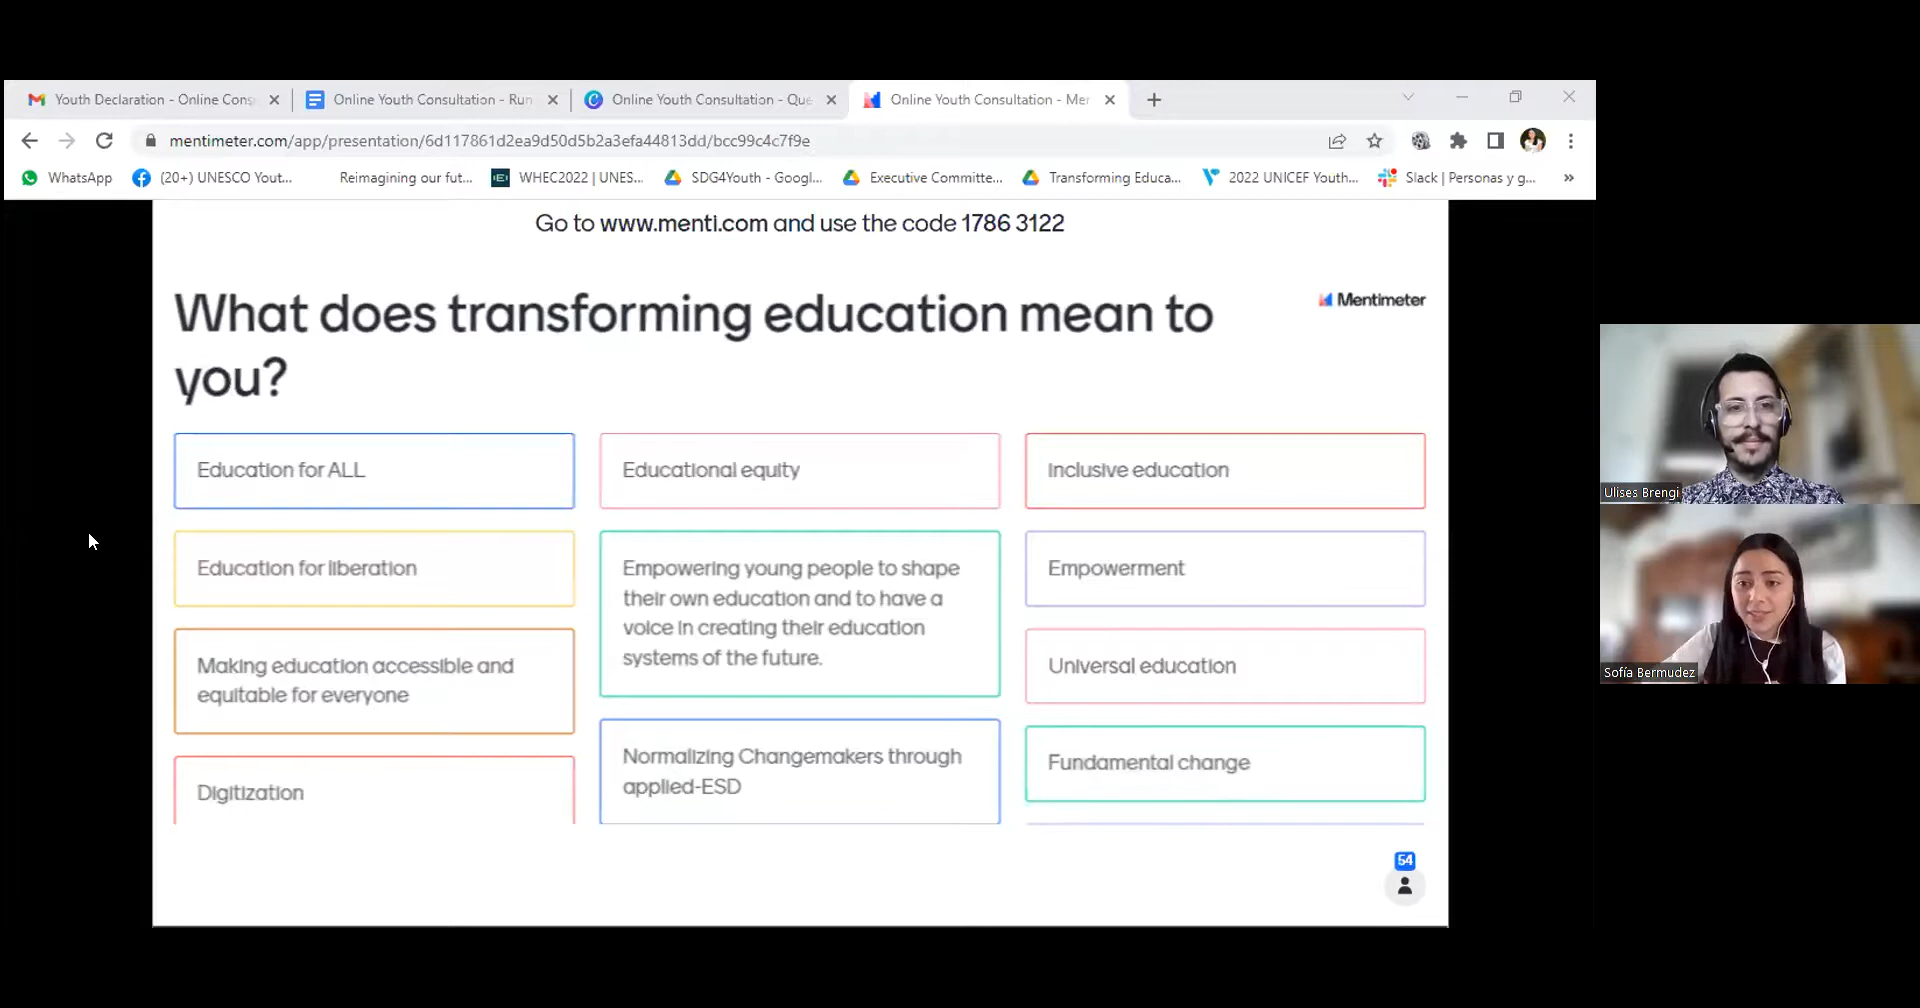 Youth Declaration - Online Cons
Online Youth Consultation - Run
Online Youth Consultation - Que
Online Youth Consultation - Mer
mentimeter.com/app/presentation/6d117861d2ea9d50d5b2a3efa44813dd/bcc99c4c7f9e
WhatsApp
(20+) UNESCO Yout...
Reimagining our fut...
WHEC2022 | UNES...
SDG4Youth - Googl...
Executive Committe...
Transforming Educa...
2022 UNICEF Youth...
Slack | Personas y g...
»
Go to www.menti.com and use the code 1786 3122
What does transforming education mean to
you?
Mentimeter
Education for ALL
Education for liberation
Making education accessible and
equitable for everyone
Digitization
Educational equity
Empowering young people to shape
their own education and to have a
voice in creating their education
systems of the future.
Normalizing Changemakers through
applied-ESD
Inclusive education
Empowerment
Universal education
Fundamental change
54
Ulises Brengi
Sofía Bermudez